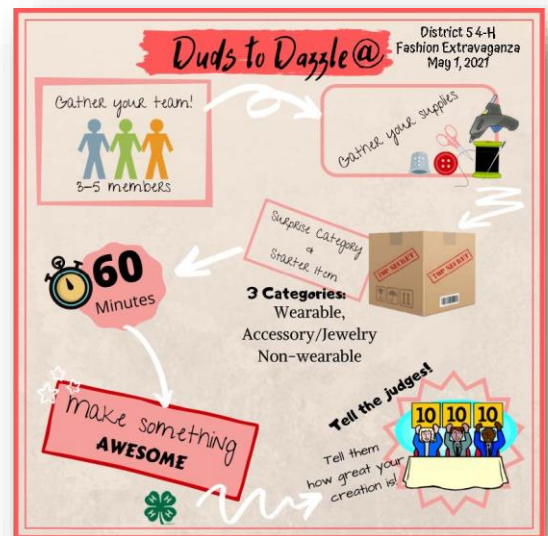 Duds to Dazzle @
District 5 4-H
Fashion Extravaganza
May 1, 2021
Gather your team!
3-5 members
Gather your supplies
Surprise Category
&
Starter Item
TOP SECRET
TOP SECRET
3 Categories:
Wearable,
Accessory/Jewelry
Non-wearable
60
Minutes
Make something
AWESOME
Tell the judges!
10 10 10
Tell them
how great your
creation is!
H H H H